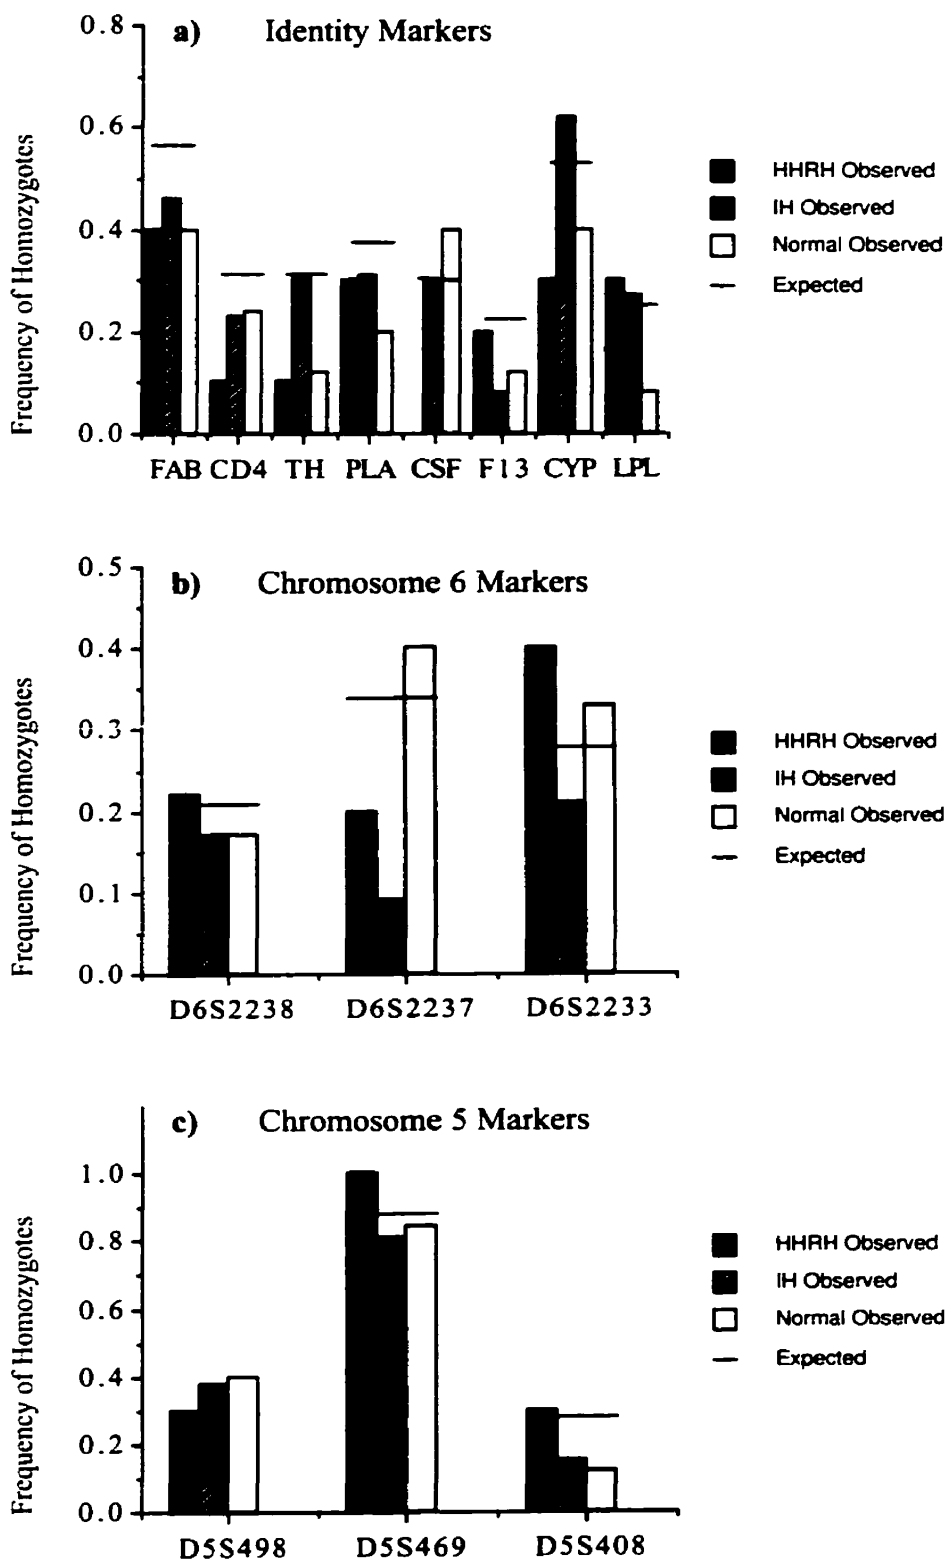 a) Identity Markers
Frequency of Homozygotes
0.8
0.6
0.4
0.2
0.0
FAB CD4 TH PLA CSF F13 CYP LPL
HHRH Observed
IH Observed
Normal Observed
Expected
b) Chromosome 6 Markers
Frequency of Homozygotes
0.5
0.4
0.3
0.2
0.1
0.0
D6S2238 D6S2237 D6S2233
HHRH Observed
IH Observed
Normal Observed
Expected
c) Chromosome 5 Markers
Frequency of Homozygotes
1.0
0.8
0.6
0.4
0.2
0.0
D5S498 D5S469 D5S408
HHRH Observed
IH Observed
Normal Observed
Expected